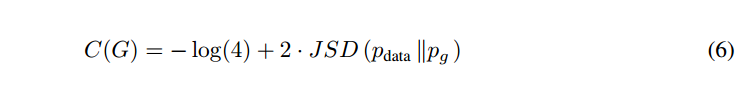 C(G) = − log(4) + 2 · JSD (p_data ‖ p_g) (6)